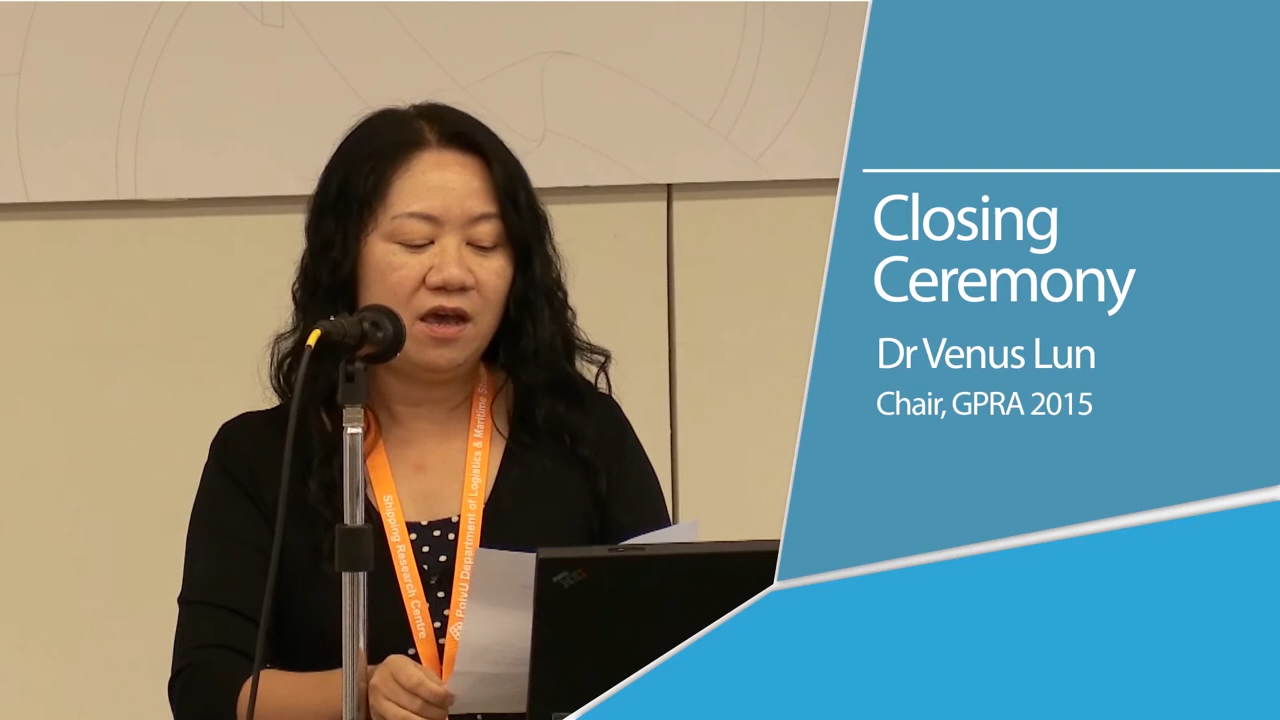 Closing
Ceremony
Dr Venus Lun
Chair, GPRA 2015
Shipping Research Centre
PolyU Department of Logistics & Maritime